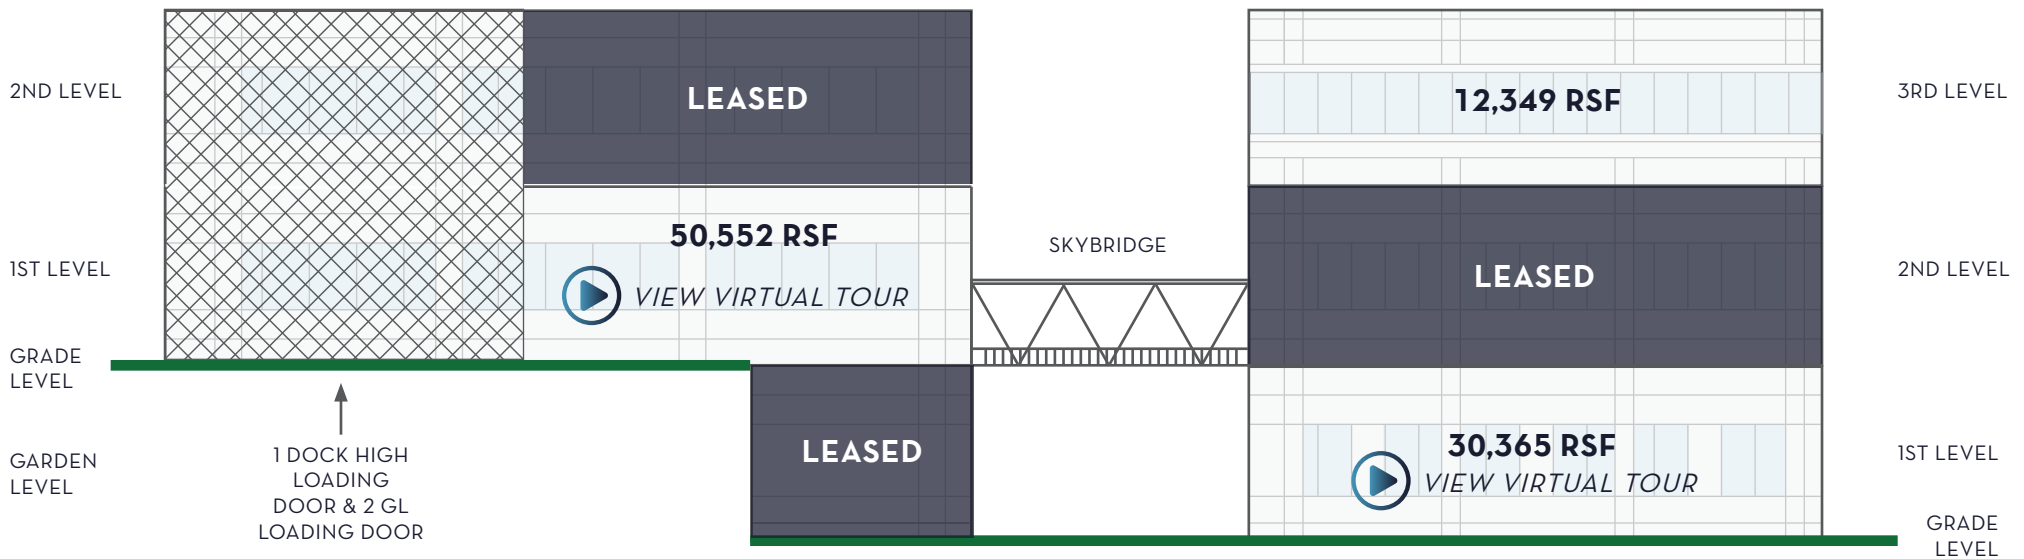 2ND LEVEL
LEASED
12,349 RSF
3RD LEVEL
1ST LEVEL
50,552 RSF
VIEW VIRTUAL TOUR
SKYBRIDGE
LEASED
2ND LEVEL
GRADE
LEVEL
GARDEN
LEVEL
1 DOCK HIGH
LOADING
DOOR & 2 GL
LOADING DOOR
LEASED
30,365 RSF
VIEW VIRTUAL TOUR
1ST LEVEL
GRADE
LEVEL